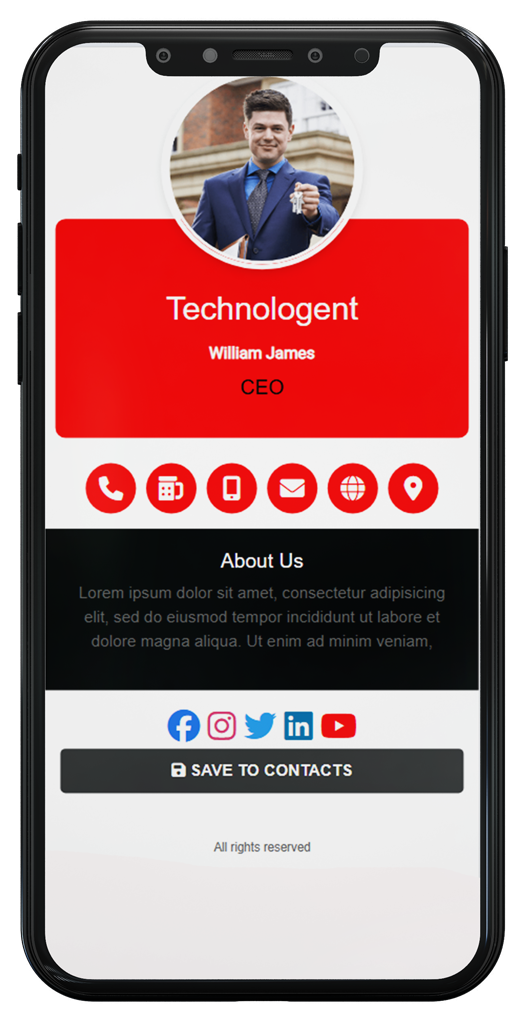 Technologent
William James
CEO
About Us
Lorem ipsum dolor sit amet, consectetur adipisicing
elit, sed do eiusmod tempor incididunt ut labore et
dolore magna aliqua. Ut enim ad minim veniam,
SAVE TO CONTACTS
All rights reserved